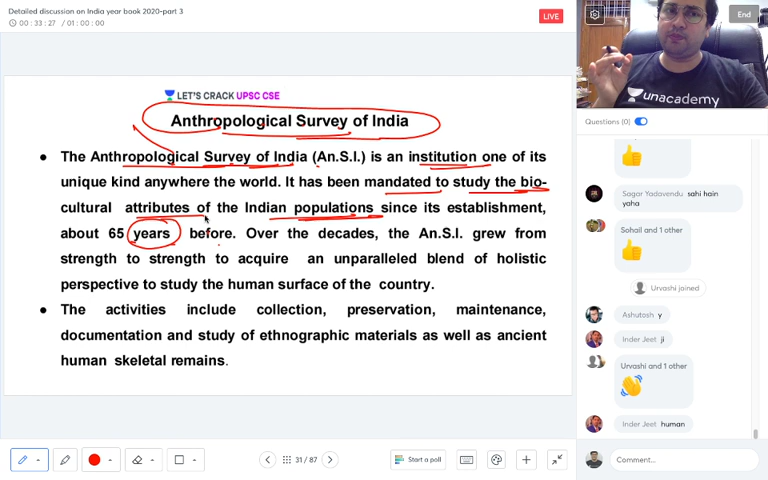 Detailed discussion on India year book 2020-part 3
00 : 33 : 27 / 01 : 00 : 00
LIVE
End
LET'S CRACK UPSC CSE
Anthropological Survey of India
● The Anthropological Survey of India (An.S.I.) is an institution one of its
unique kind anywhere the world. It has been mandated to study the bio-
cultural attributes of the Indian populations since its establishment,
about 65 years before. Over the decades, the An.S.I. grew from
strength to strength to acquire an unparalleled blend of holistic
perspective to study the human surface of the country.
● The activities include collection, preservation, maintenance,
documentation and study of ethnographic materials as well as ancient
human skeletal remains.
unacademy
Questions (0)
Sagar Yadavendu sahi hain
yaha
Sohail and 1 other
Urvashi joined
Ashutosh y
Inder Jeet ji
Urvashi and 1 other
Inder Jeet human
31 / 87
Start a poll
Comment...